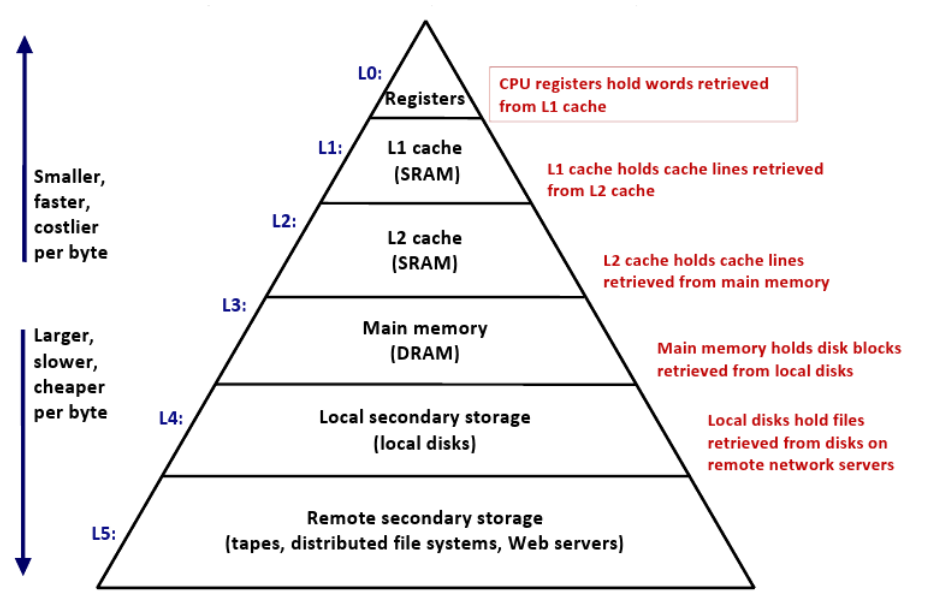 L0:
Registers
CPU registers hold words retrieved
from L1 cache
L1:
L1 cache
(SRAM)
L1 cache holds cache lines retrieved
from L2 cache
Smaller,
faster,
costlier
per byte
L2:
L2 cache
(SRAM)
L2 cache holds cache lines
retrieved from main memory
L3:
Main memory
(DRAM)
Main memory holds disk blocks
retrieved from local disks
Larger,
slower,
cheaper
per byte
L4:
Local secondary storage
(local disks)
Local disks hold files
retrieved from disks on
remote network servers
L5:
Remote secondary storage
(tapes, distributed file systems, Web servers)